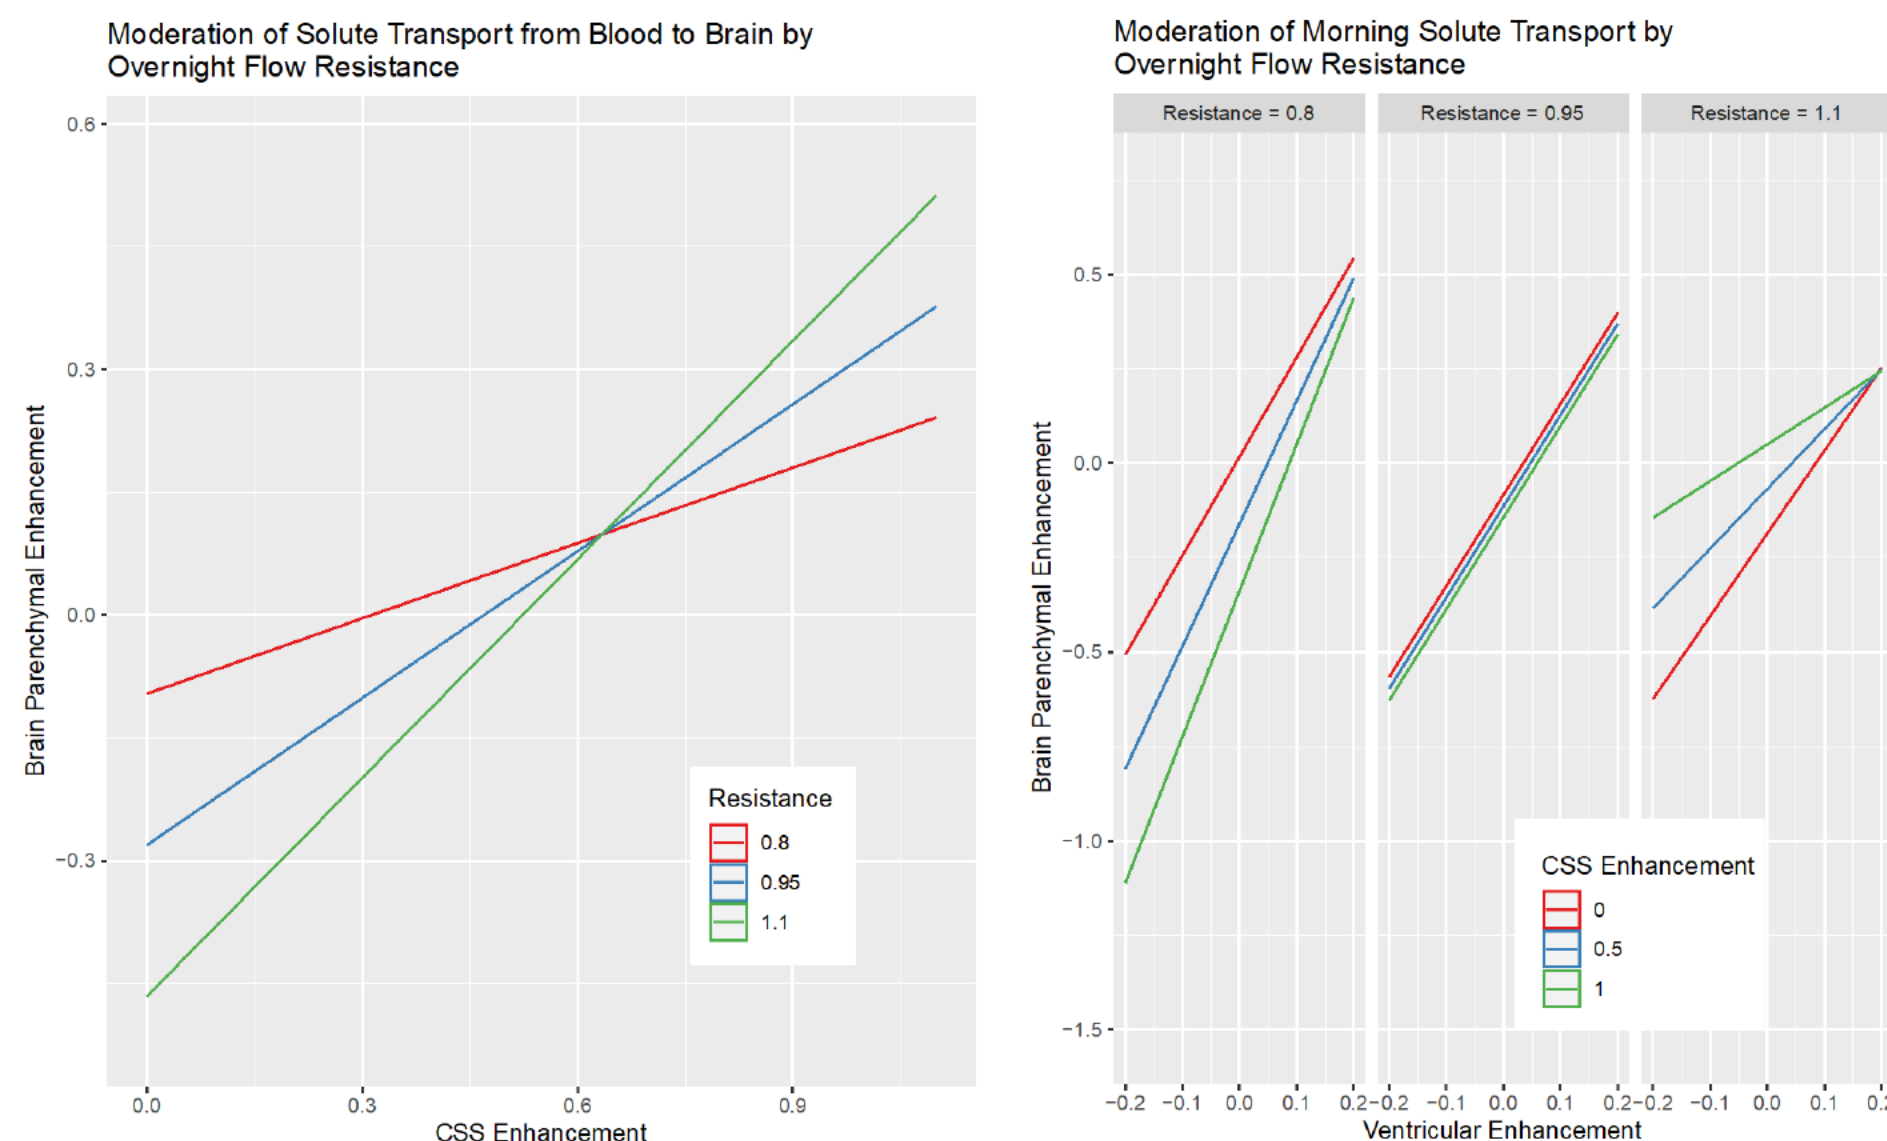 Moderation of Solute Transport from Blood to Brain by
Overnight Flow Resistance
0.6
0.3
0.0
−0.3
Brain Parenchymal Enhancement
Resistance
0.8
0.95
1.1
0.0 0.3 0.6 0.9
CSS Enhancement
Moderation of Morning Solute Transport by
Overnight Flow Resistance
Resistance = 0.8 Resistance = 0.95 Resistance = 1.1
0.5
0.0
−0.5
−1.0
−1.5
Brain Parenchymal Enhancement
CSS Enhancement
0
0.5
1
−0.2 −0.1 0.0 0.1 0.2 −0.2 −0.1 0.0 0.1 0.2 −0.2 −0.1 0.0 0.1
Ventricular Enhancement